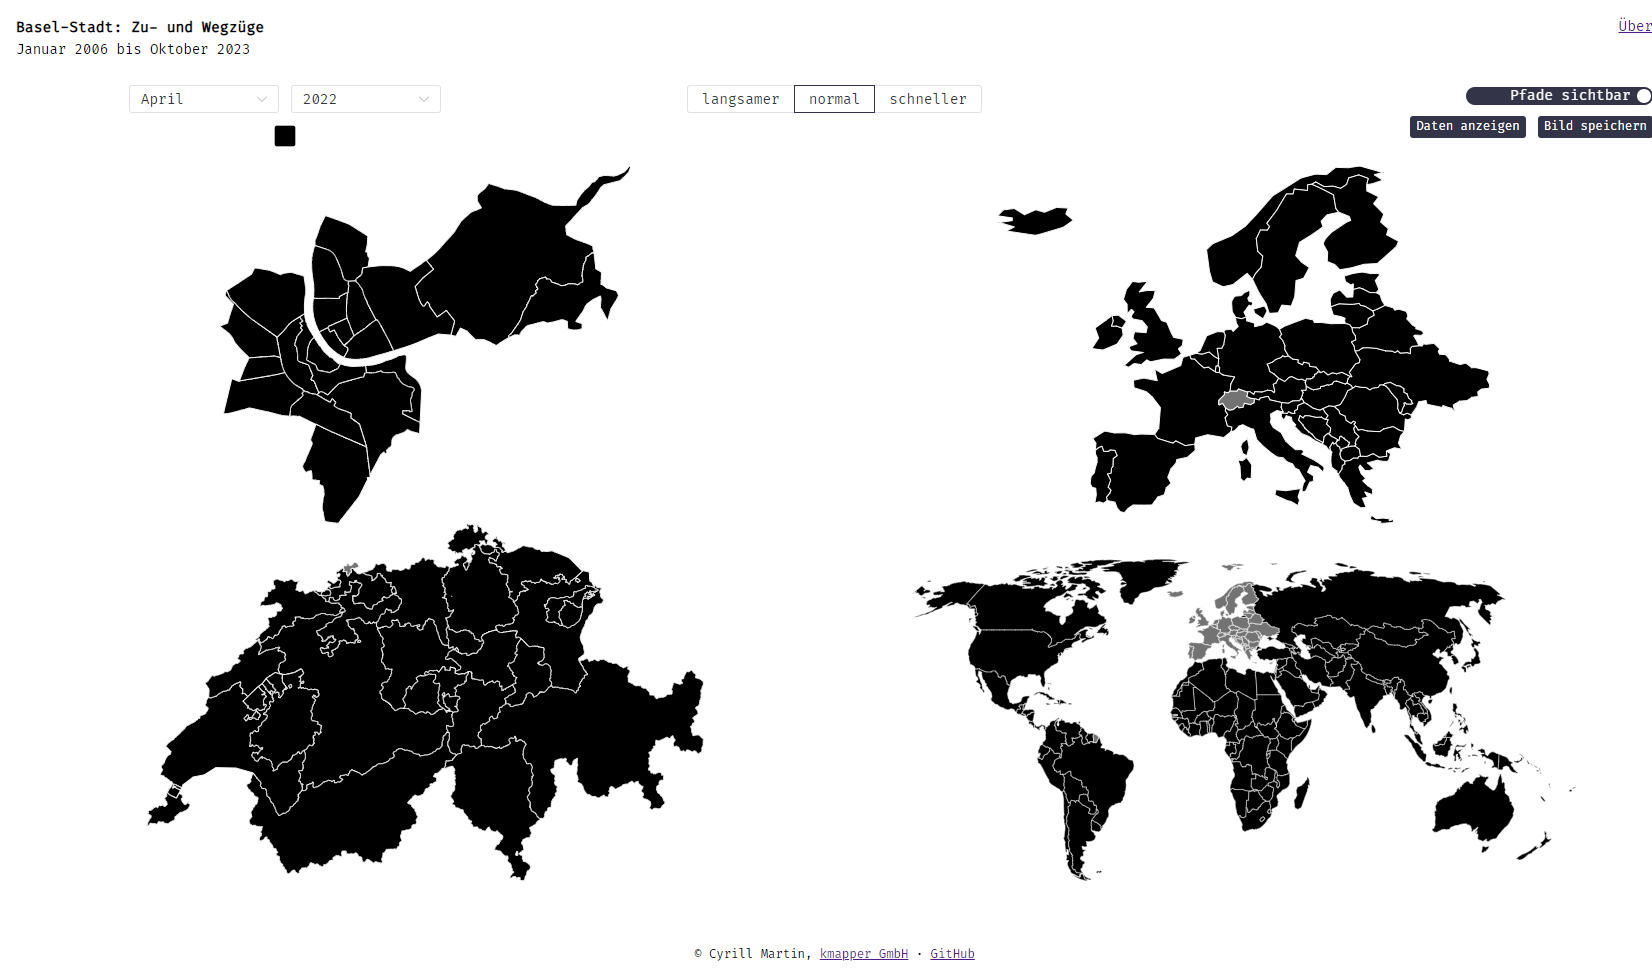 Basel-Stadt: Zu- und Wegzüge
Januar 2006 bis Oktober 2023
Über
April
2022
langsamer
normal
schneller
Pfade sichtbar
Daten anzeigen
Bild speichern
© Cyrill Martin, kmapper GmbH · GitHub